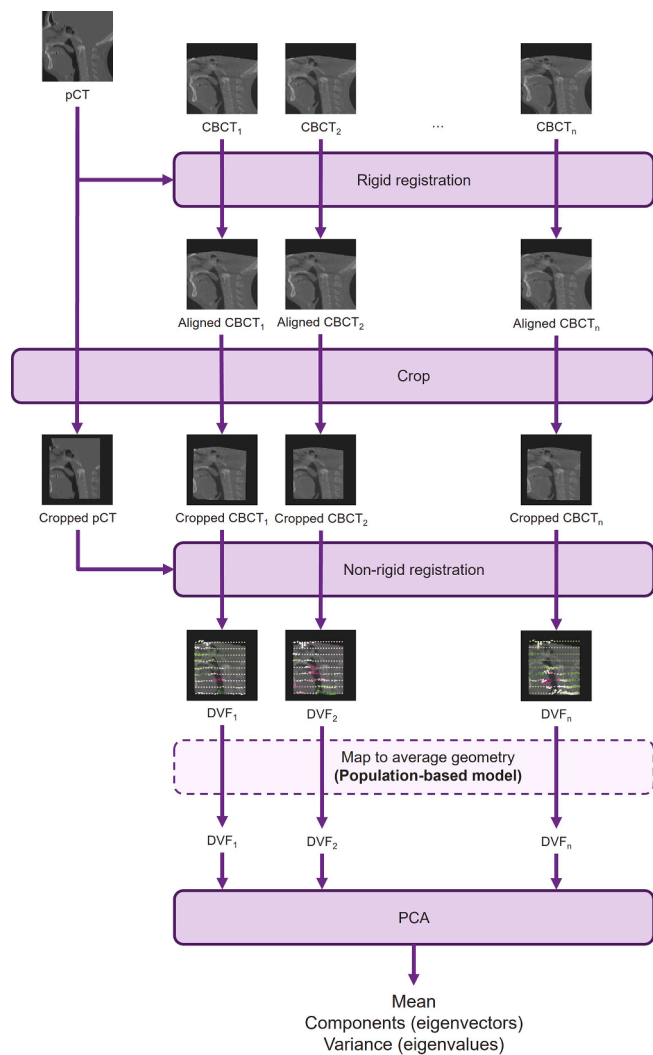 pCT
CBCT₁ CBCT₂ ... CBCTₙ
Rigid registration
Aligned CBCT₁ Aligned CBCT₂ Aligned CBCTₙ
Crop
Cropped pCT Cropped CBCT₁ Cropped CBCT₂ Cropped CBCTₙ
Non-rigid registration
DVF₁ DVF₂ DVFₙ
Map to average geometry
(Population-based model)
DVF₁ DVF₂ DVFₙ
PCA
Mean
Components (eigenvectors)
Variance (eigenvalues)